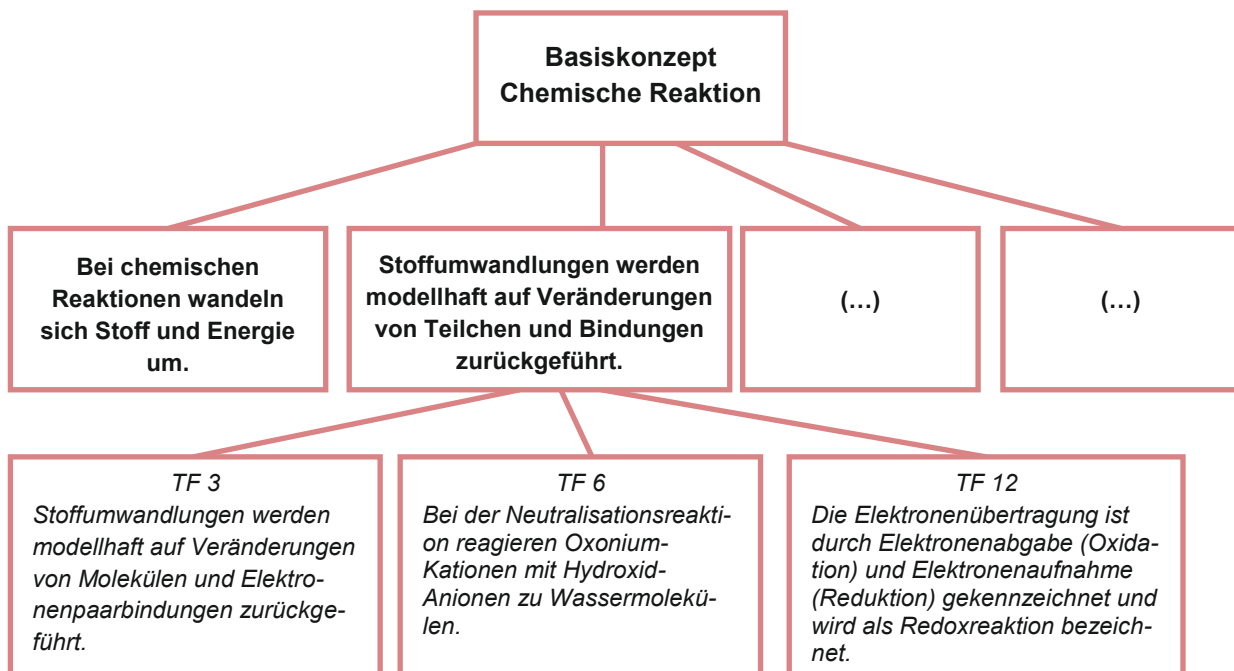 Basiskonzept
Chemische Reaktion
Bei chemischen
Reaktionen wandeln
sich Stoff und Energie
um.
Stoffumwandlungen werden
modellhaft auf Veränderungen
von Teilchen und Bindungen
zurückgeführt.
(…)
(…)
TF 3
Stoffumwandlungen werden
modellhaft auf Veränderungen
von Molekülen und Elektro-
nenpaarbindungen zurückge-
führt.
TF 6
Bei der Neutralisationsreakti-
on reagieren Oxonium-
Kationen mit Hydroxid-
Anionen zu Wassermolekü-
len.
TF 12
Die Elektronenübertragung ist
durch Elektronenabgabe (Oxida-
tion) und Elektronenaufnahme
(Reduktion) gekennzeichnet und
wird als Redoxreaktion bezeich-
net.